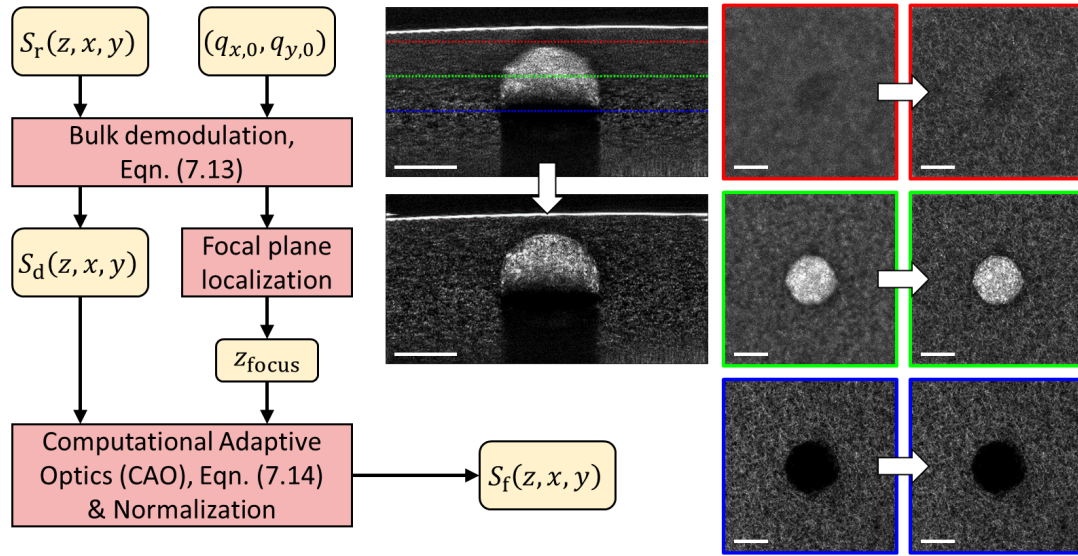 S_r(z, x, y)
(q_{x,0}, q_{y,0})
Bulk demodulation,
Eqn. (7.13)
S_d(z, x, y)
Focal plane
localization
z_focus
Computational Adaptive
Optics (CAO), Eqn. (7.14)
& Normalization
S_f(z, x, y)